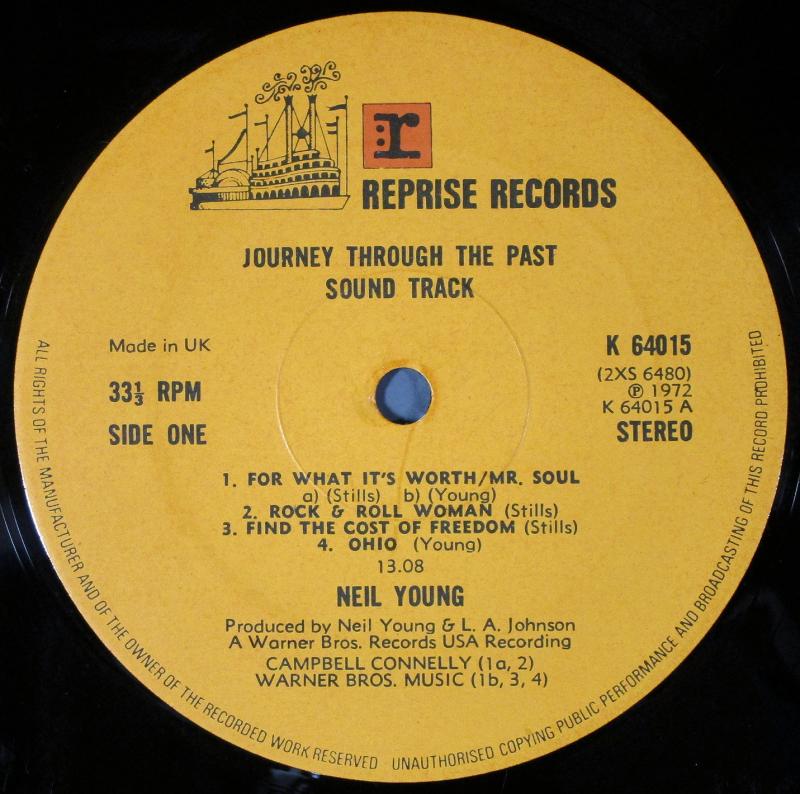 r
REPRISE RECORDS
JOURNEY THROUGH THE PAST
SOUND TRACK
Made in UK
33⅓ RPM
SIDE ONE
K 64015
(2XS 6480)
℗ 1972
K 64015 A
STEREO
1. FOR WHAT IT'S WORTH/MR. SOUL
a) (Stills) b) (Young)
2. ROCK & ROLL WOMAN (Stills)
3. FIND THE COST OF FREEDOM (Stills)
4. OHIO (Young)
13.08
NEIL YOUNG
Produced by Neil Young & L. A. Johnson
A Warner Bros. Records USA Recording
CAMPBELL CONNELLY (1a, 2)
WARNER BROS. MUSIC (1b, 3, 4)
ALL RIGHTS OF THE MANUFACTURER AND OF THE OWNER OF THE RECORDED WORK RESERVED UNAUTHORISED COPYING PUBLIC PERFORMANCE AND BROADCASTING OF THIS RECORD PROHIBITED